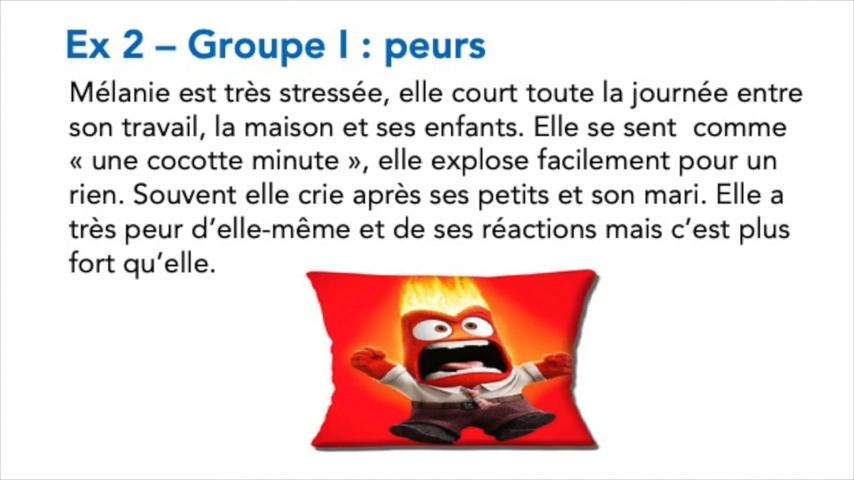 Ex 2 – Groupe I : peurs
Mélanie est très stressée, elle court toute la journée entre
son travail, la maison et ses enfants. Elle se sent  comme
« une cocotte minute », elle explose facilement pour un
rien. Souvent elle crie après ses petits et son mari. Elle a
très peur d’elle-même et de ses réactions mais c’est plus
fort qu’elle.